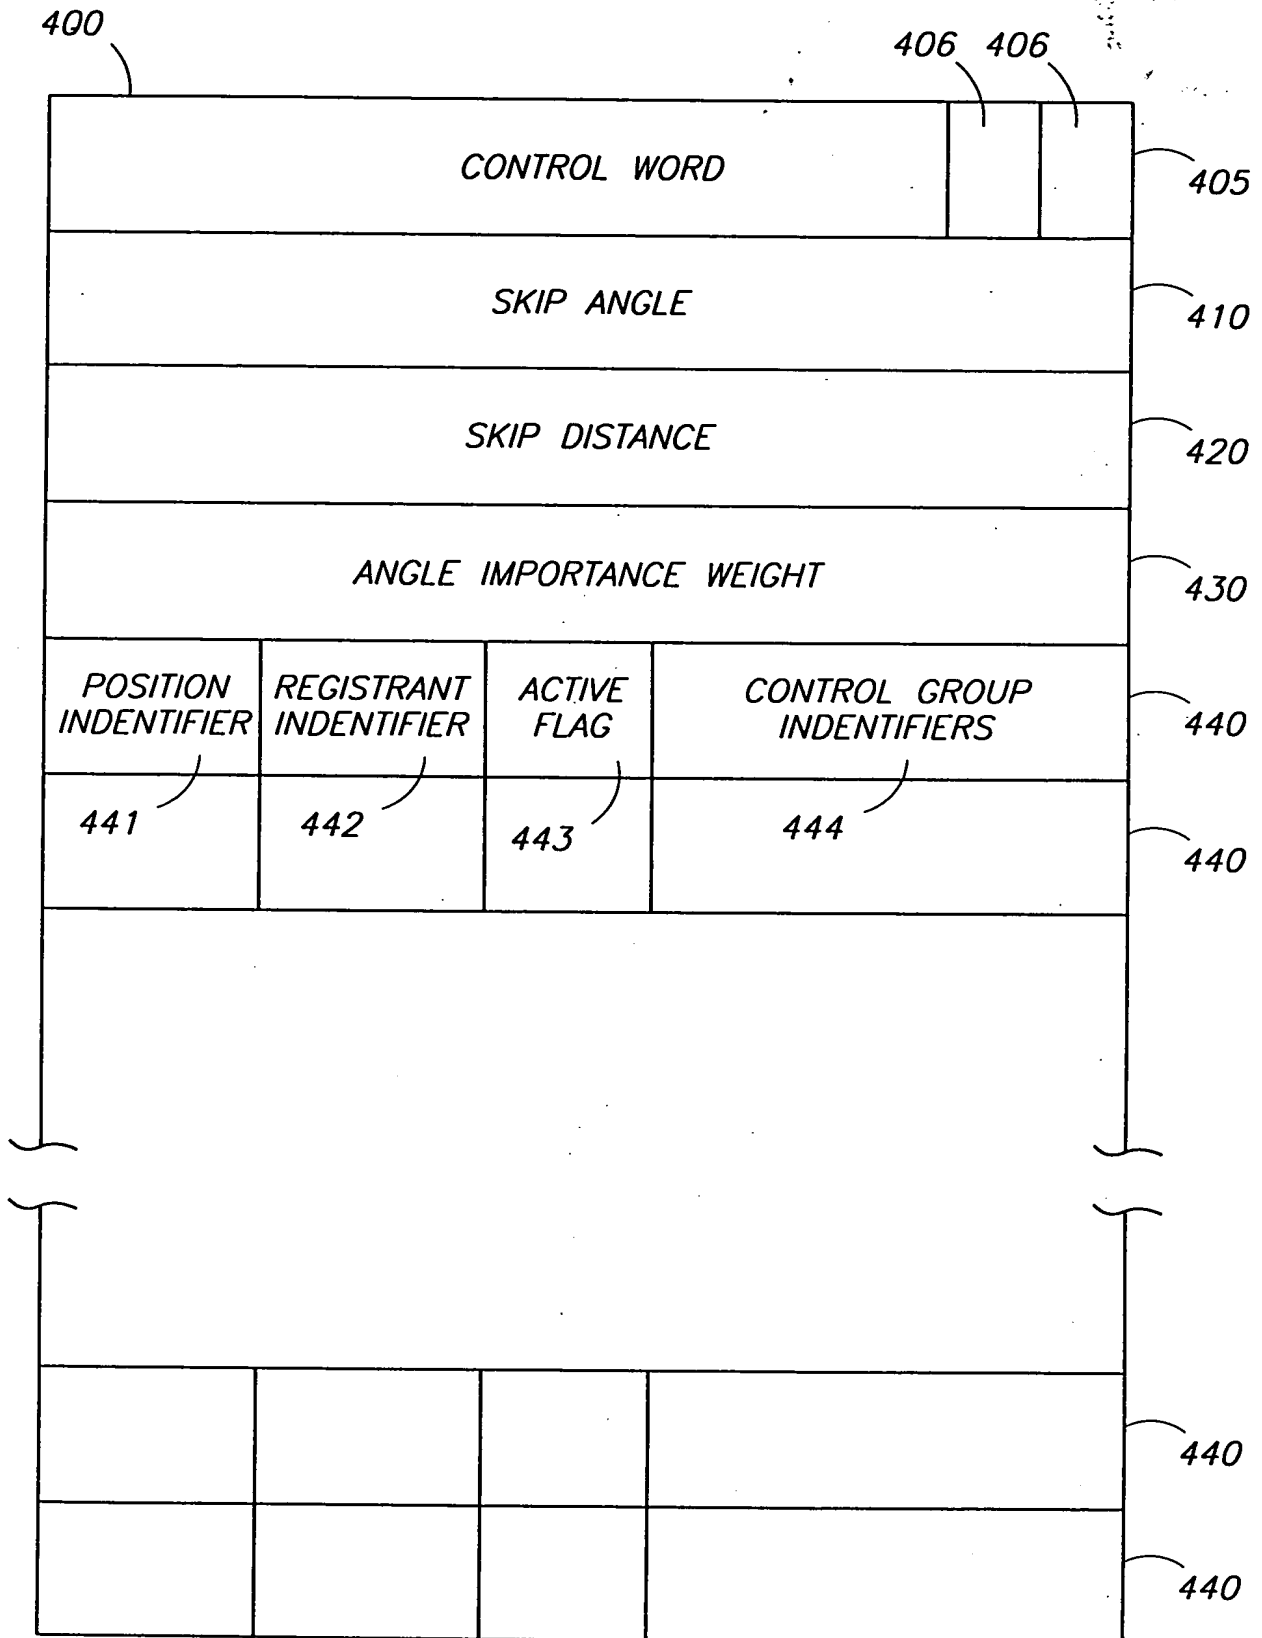 400
406 406
CONTROL WORD
405
SKIP ANGLE
410
SKIP DISTANCE
420
ANGLE IMPORTANCE WEIGHT
430
POSITION
INDENTIFIER
REGISTRANT
INDENTIFIER
ACTIVE
FLAG
CONTROL GROUP
INDENTIFIERS
440
441
442
443
444
440
440
440